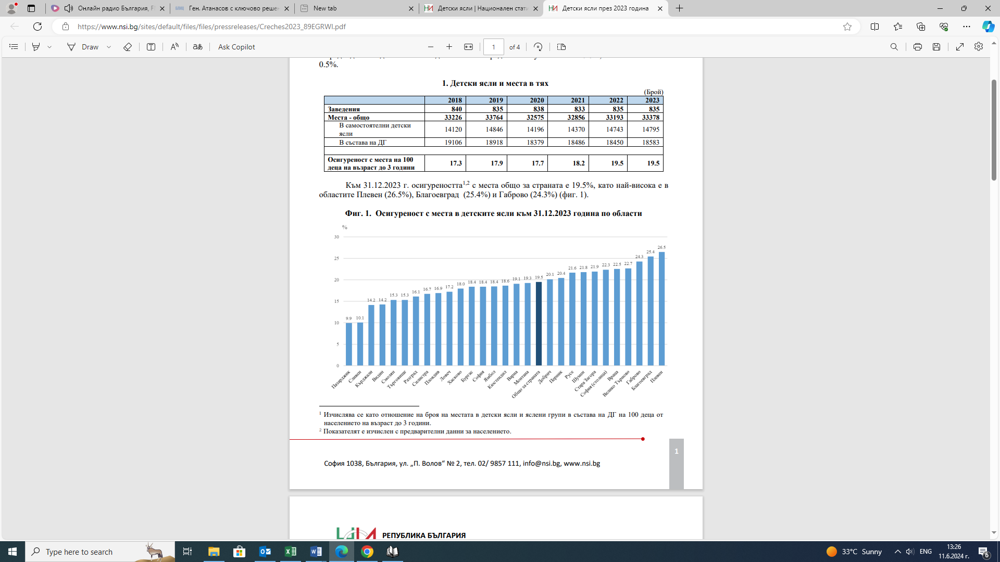 Онлайн радио България, F
Ген. Атанасов с ключово реше
New tab
Детски ясли | Национален стати
Детски ясли през 2023 година
https://www.nsi.bg/sites/default/files/files/pressreleases/Creches2023_89EGRWI.pdf
Draw
Ask Copilot
1 of 4
0.5%.
1. Детски ясли и места в тях
(Брой)
2018 2019 2020 2021 2022 2023
Заведения 840 835 838 833 835 835
Места - общо 33226 33764 32575 32856 33193 33378
В самостоятелни детски
ясли 14120 14846 14196 14370 14743 14795
В състава на ДГ 19106 18918 18379 18486 18450 18583
Осигуреност с места на 100
деца на възраст до 3 години 17.3 17.9 17.7 18.2 19.5 19.5
Към 31.12.2023 г. осигуреността1,2 с места общо за страната е 19.5%, като най-висока е в
областите Плевен (26.5%), Благоевград (25.4%) и Габрово (24.3%) (фиг. 1).
Фиг. 1. Осигуреност с места в детските ясли към 31.12.2023 година по области
%
30
25
20
15
10
5
0
9.9 10.1 14.2 14.2 15.3 15.3 16.1 16.7 16.9 17.2 18.0 18.4 18.4 18.4 18.6 19.1 19.3 19.5 20.1 20.4 21.6 21.8 21.9 22.3 22.5 22.7 24.3 25.4 26.5
Пазарджик
Сливен
Кърджали
Видин
Смолян
Търговище
Разград
Силистра
Пловдив
Ловеч
Хасково
Бургас
София
Ямбол
Кюстендил
Варна
Монтана
Общо за страната
Добрич
Перник
Русе
Шумен
Стара Загора
София (столица)
Враца
Велико Търново
Габрово
Благоевград
Плевен
1 Изчислява се като отношение на броя на местата в детски ясли и яслени групи в състава на ДГ на 100 деца от
населението на възраст до 3 години.
2 Показателят е изчислен с предварителни данни за населението.
1
София 1038, България, ул. „П. Волов“ № 2, тел. 02/ 9857 111, info@nsi.bg, www.nsi.bg
РЕПУБЛИКА БЪЛГАРИЯ
Type here to search
33°C Sunny
ENG
13:26
11.6.2024 г.
6